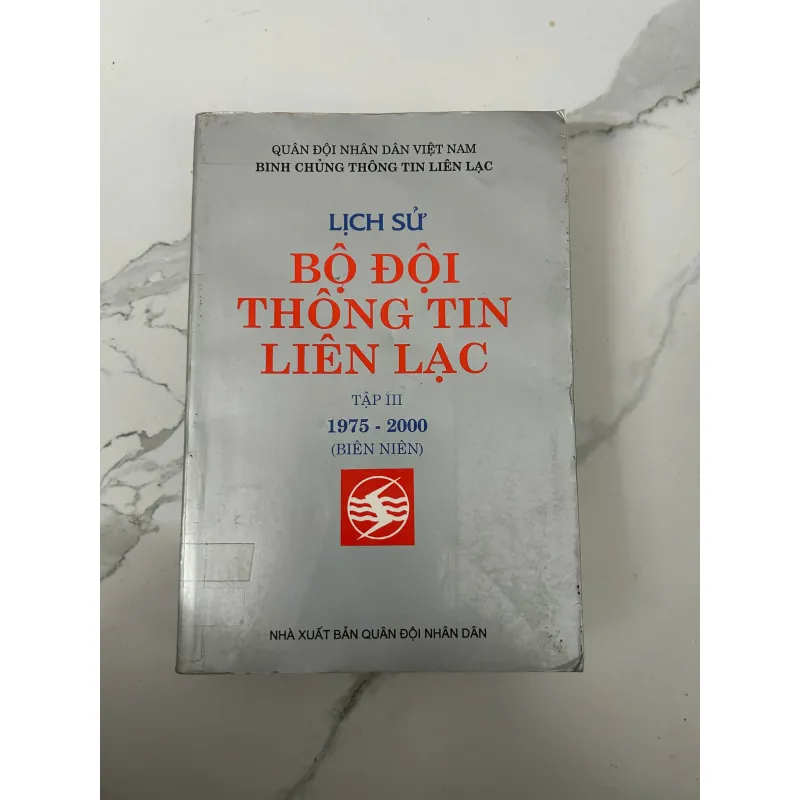 QUÂN ĐỘI NHÂN DÂN VIỆT NAM
BINH CHỦNG THÔNG TIN LIÊN LẠC
LỊCH SỬ
BỘ ĐỘI
THÔNG TIN
LIÊN LẠC
TẬP III
1975 - 2000
(BIÊN NIÊN)
NHÀ XUẤT BẢN QUÂN ĐỘI NHÂN DÂN